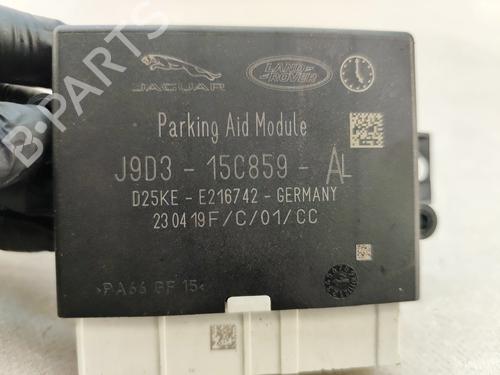 JAGUAR
LAND
ROVER
Parking Aid Module
J9D3 - 15C859 - AL
D25KE - E216742 - GERMANY
230419F/C/01/CC
>PA66 GF 15<
B-PARTS